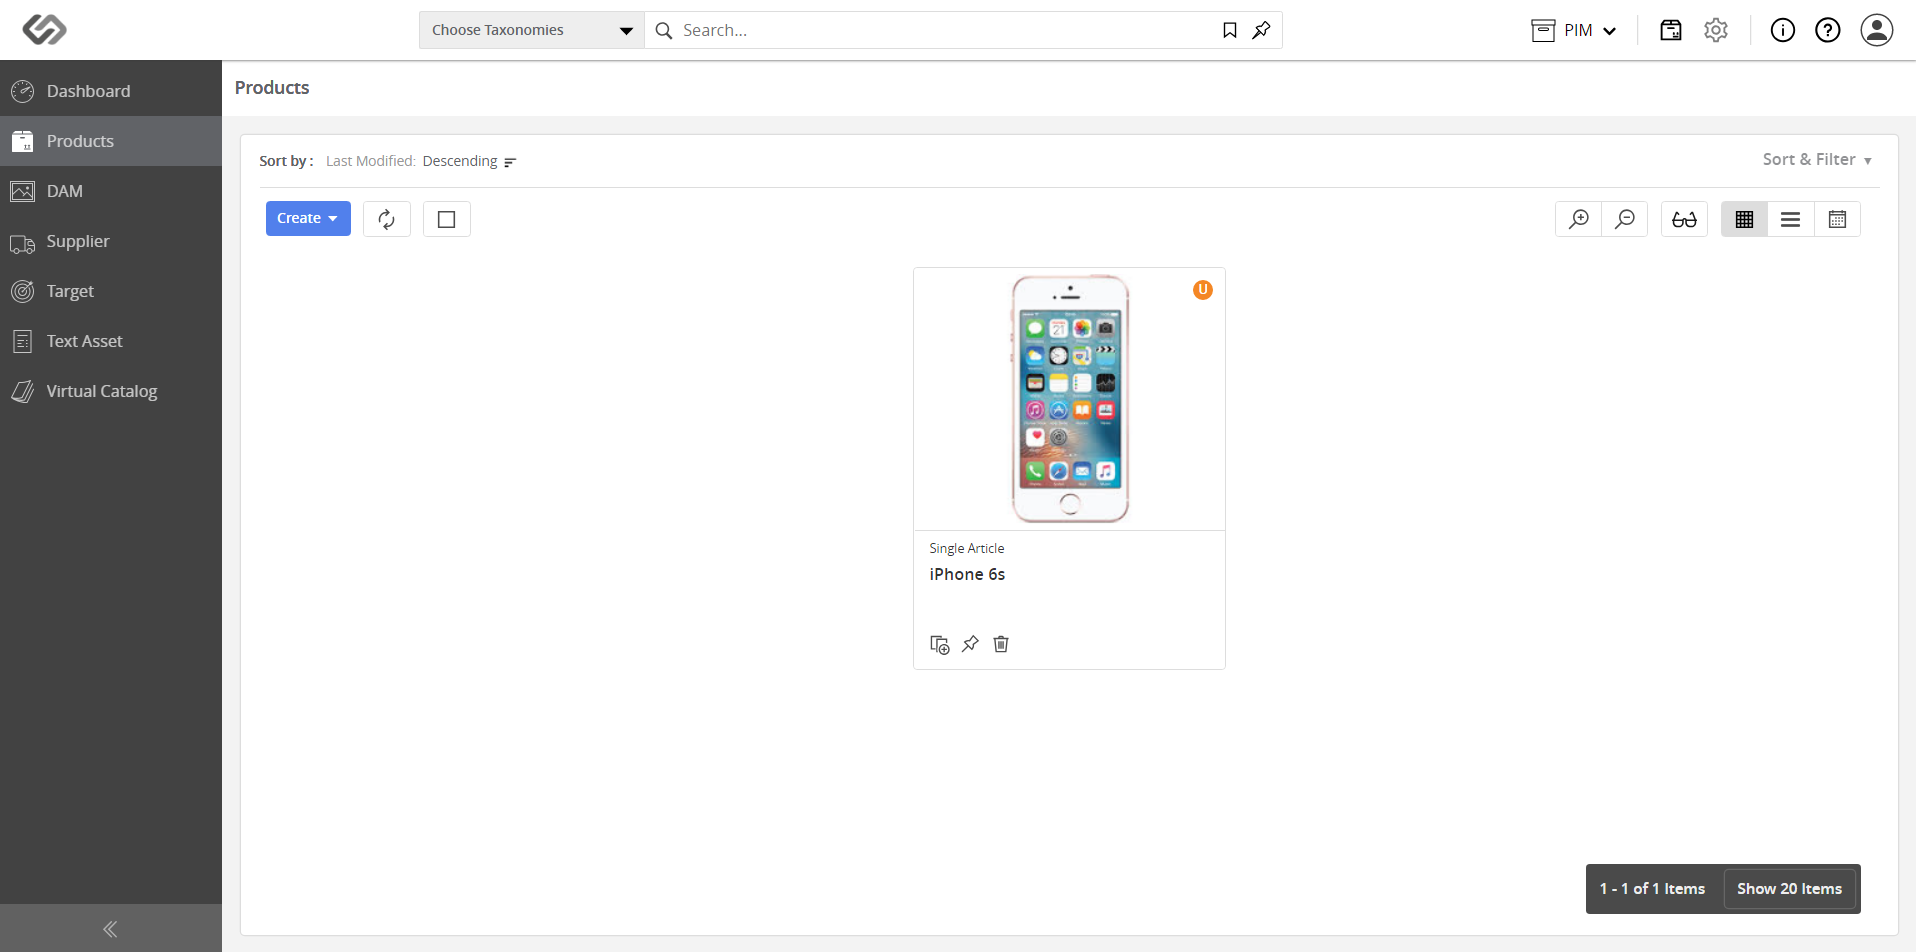 Choose Taxonomies
Search...
PIM
Dashboard
Products
DAM
Supplier
Target
Text Asset
Virtual Catalog
Products
Sort by : Last Modified: Descending
Sort & Filter
Create
U
Single Article
iPhone 6s
1 - 1 of 1 Items
Show 20 Items